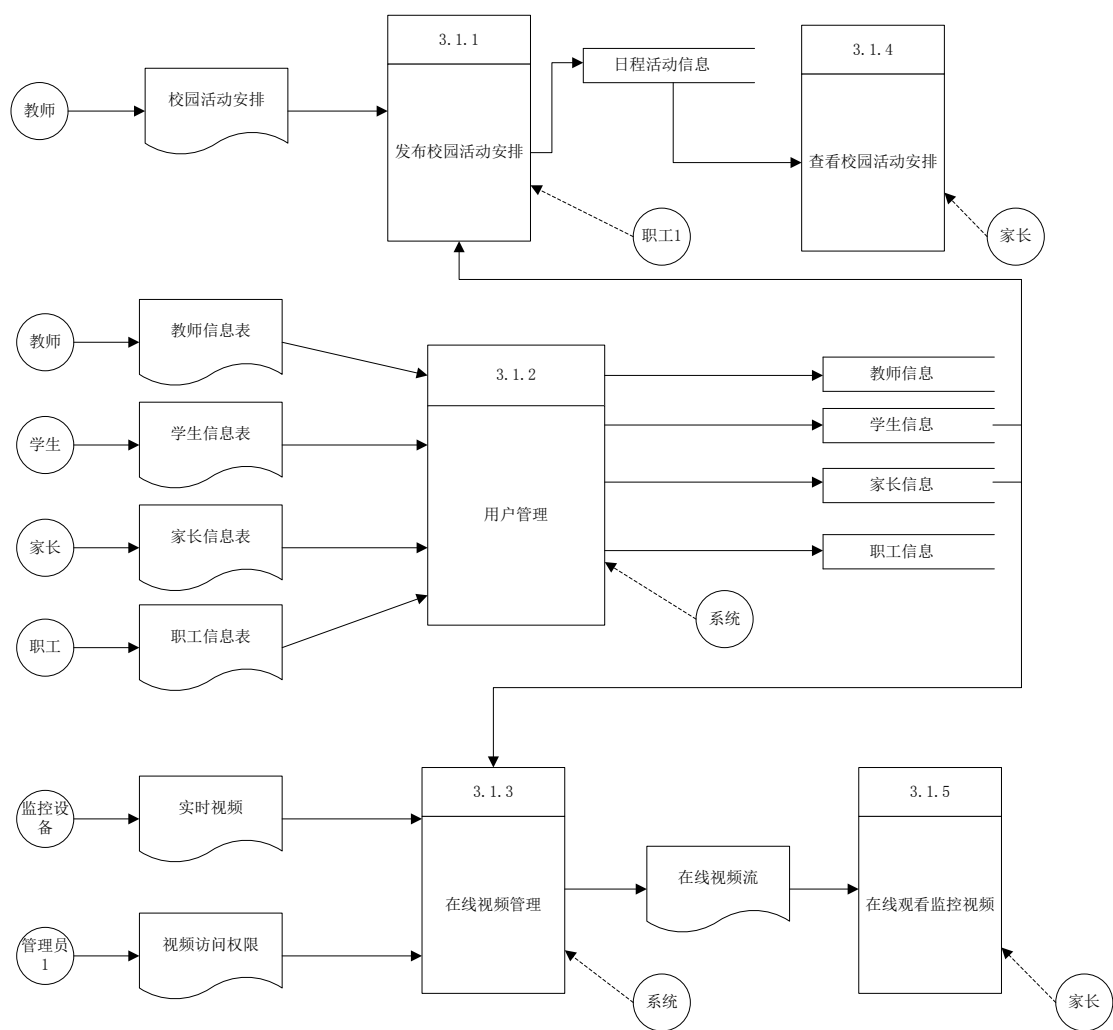 3.1.1
日程活动信息
3.1.4
教师
校园活动安排
发布校园活动安排
查看校园活动安排
职工1
家长
教师
教师信息表
3.1.2
教师信息
学生
学生信息表
学生信息
用户管理
家长信息
家长
家长信息表
职工信息
系统
职工
职工信息表
监控设
备
实时视频
3.1.3
3.1.5
在线视频流
在线视频管理
在线观看监控视频
管理员
1
视频访问权限
系统
家长